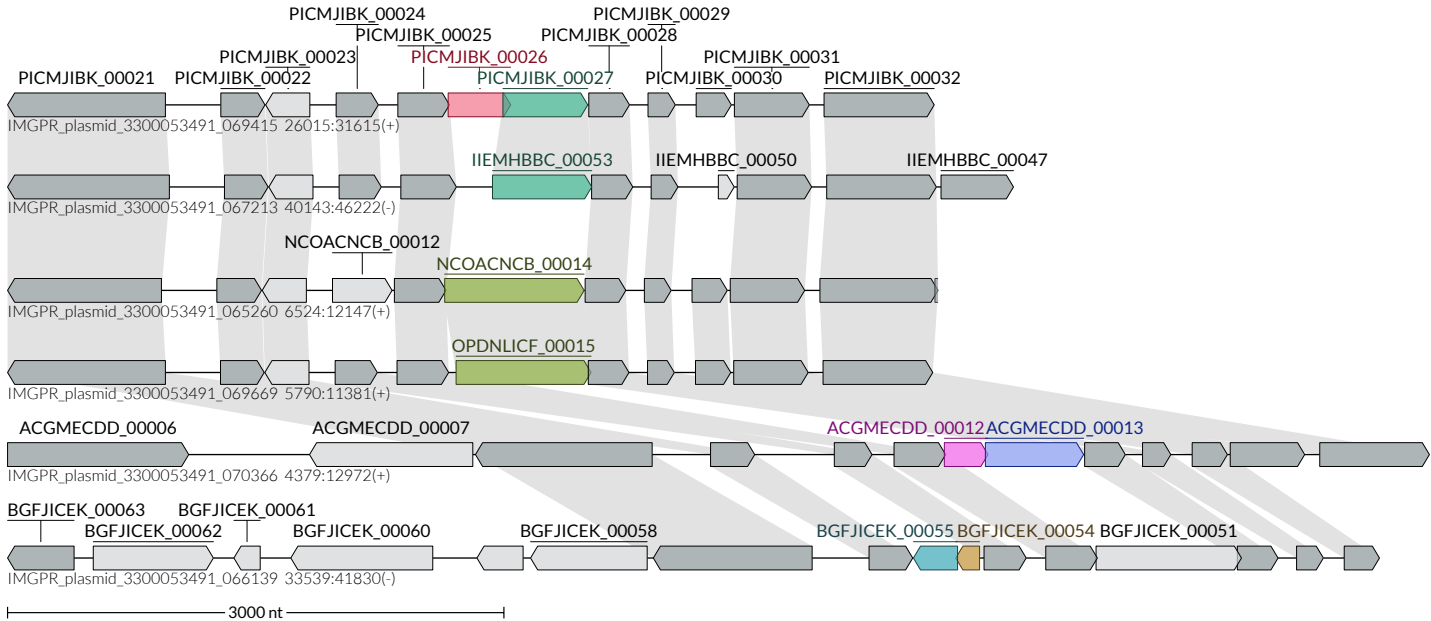 PICMJIBK_00024 PICMJIBK_00029
PICMJIBK_00025 PICMJIBK_00028
PICMJIBK_00023 PICMJIBK_00026 PICMJIBK_00031
PICMJIBK_00021 PICMJIBK_00022 PICMJIBK_00027 PICMJIBK_00030 PICMJIBK_00032
IMGPR_plasmid_3300053491_069415 26015:31615(+)
IIEMHBBC_00053 IIEMHBBC_00050 IIEMHBBC_00047
IMGPR_plasmid_3300053491_067213 40143:46222(-)
NCOACNCB_00012
NCOACNCB_00014
IMGPR_plasmid_3300053491_065260 6524:12147(+)
OPDNLICF_00015
IMGPR_plasmid_3300053491_069669 5790:11381(+)
ACGMECDD_00006 ACGMECDD_00007 ACGMECDD_00012 ACGMECDD_00013
IMGPR_plasmid_3300053491_070366 4379:12972(+)
BGFJICEK_00063 BGFJICEK_00061
BGFJICEK_00062 BGFJICEK_00060 BGFJICEK_00058 BGFJICEK_00055 BGFJICEK_00054 BGFJICEK_00051
IMGPR_plasmid_3300053491_066139 33539:41830(-)
3000 nt